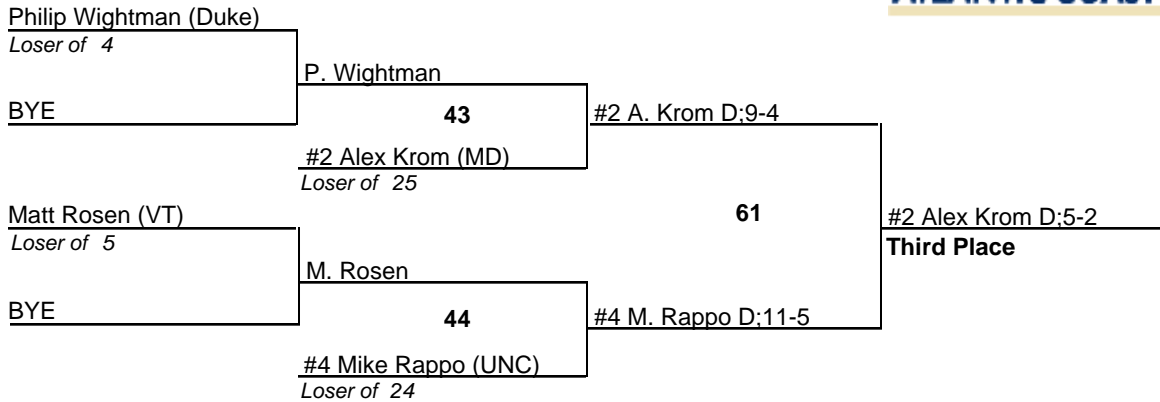 Philip Wightman (Duke)
Loser of 4
P. Wightman
BYE
43
#2 A. Krom D;9-4
#2 Alex Krom (MD)
Loser of 25
Matt Rosen (VT)
61
#2 Alex Krom D;5-2
Loser of 5
Third Place
M. Rosen
BYE
44
#4 M. Rappo D;11-5
#4 Mike Rappo (UNC)
Loser of 24